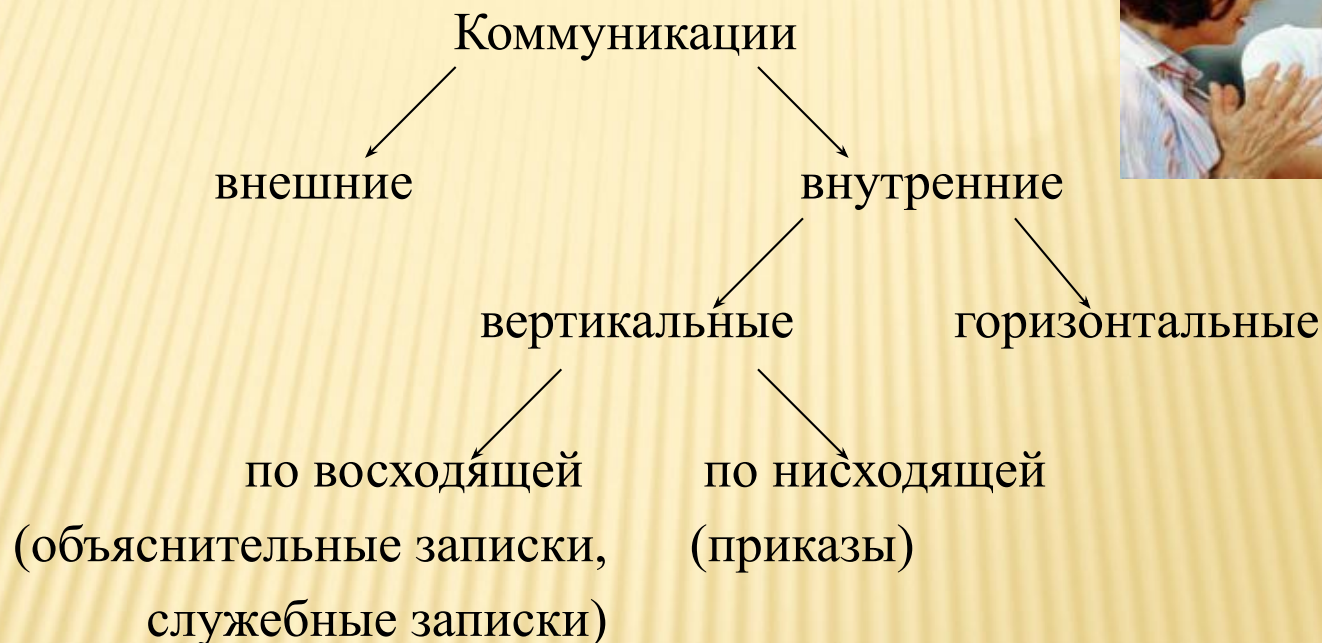 Коммуникации
внешние внутренние
вертикальные горизонтальные
по восходящей по нисходящей
(объяснительные записки, (приказы)
служебные записки)